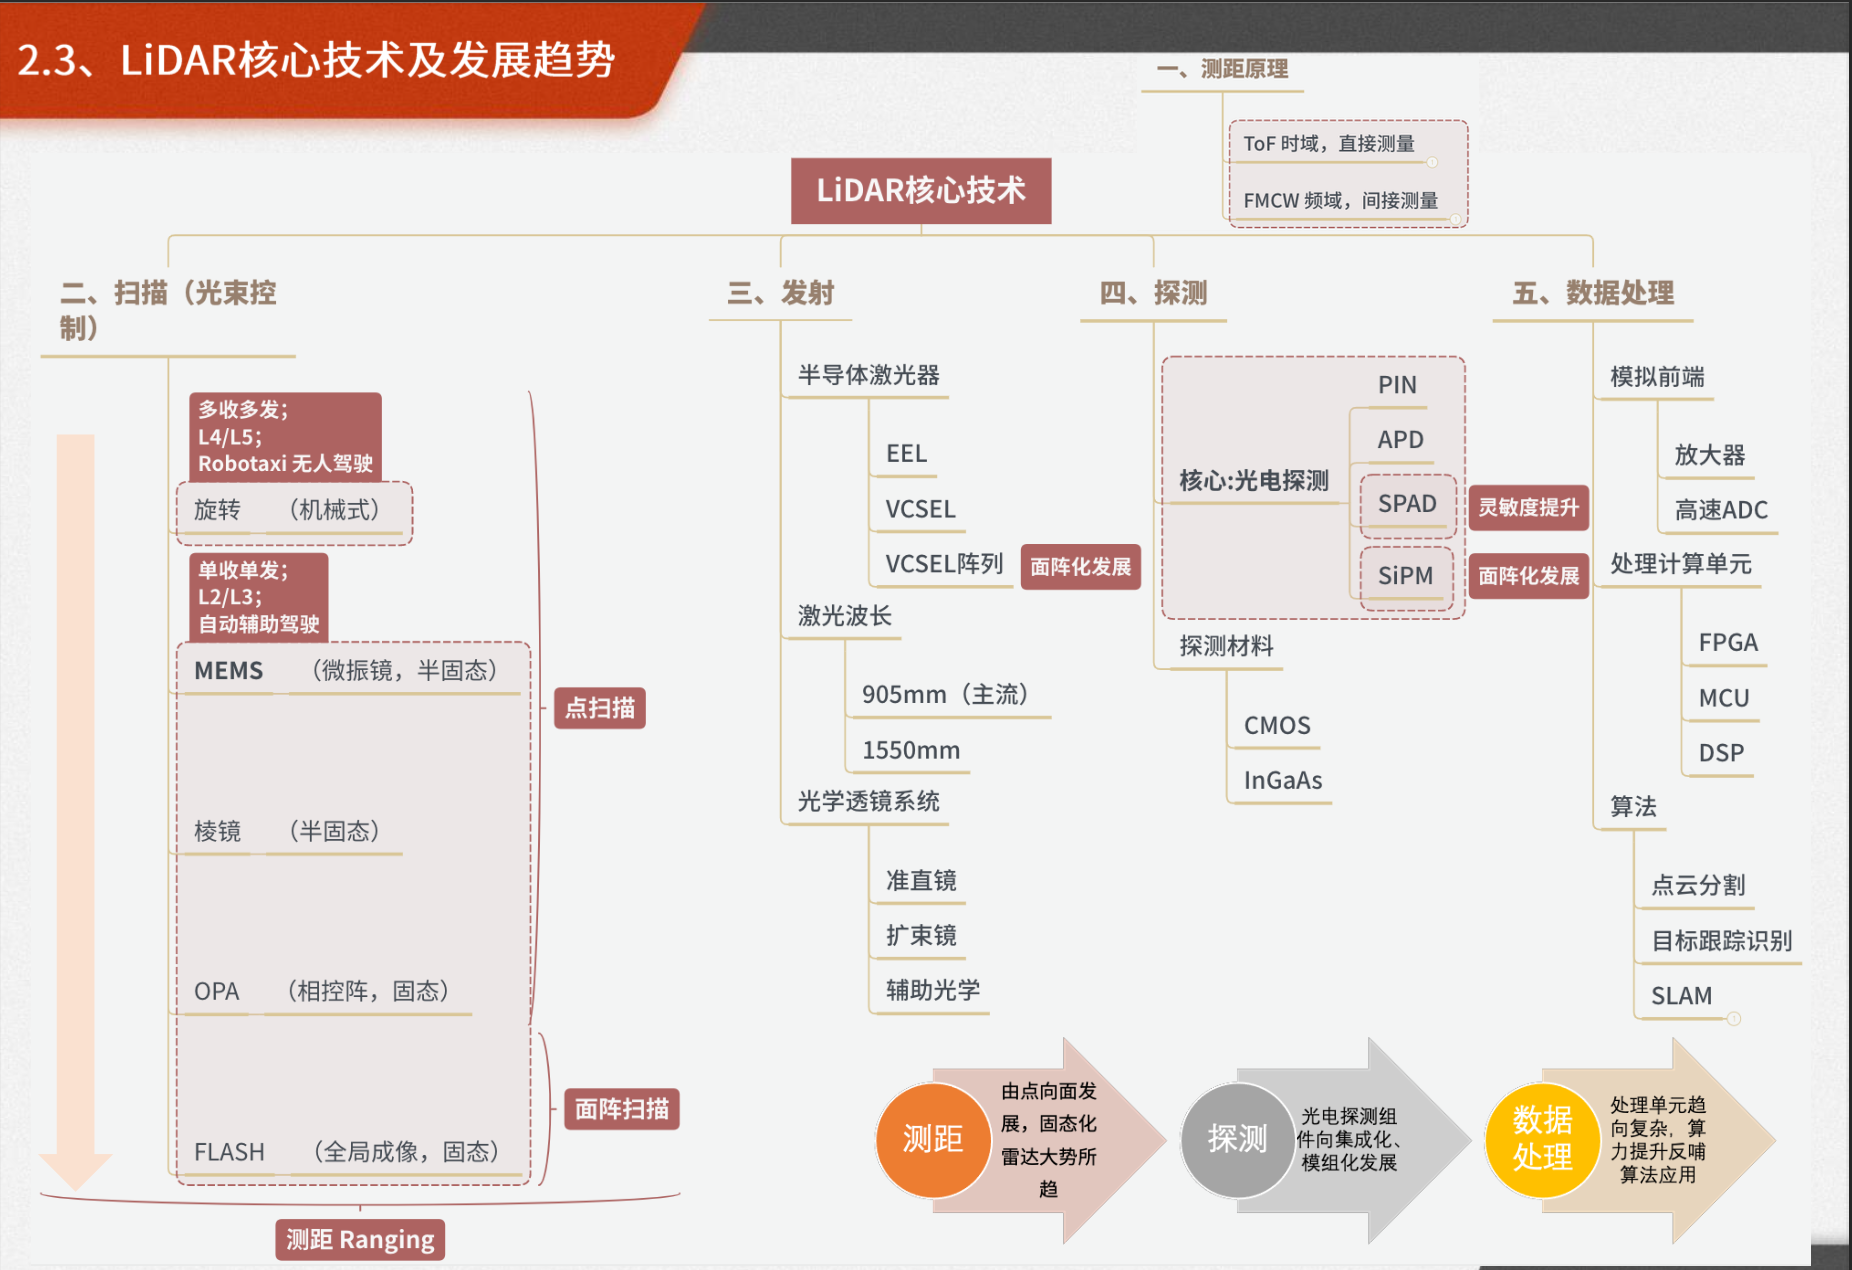 2.3、LiDAR核心技术及发展趋势
一、测距原理
ToF 时域，直接测量
FMCW 频域，间接测量
LiDAR核心技术
二、扫描（光束控
制）
多收多发；
L4/L5；
Robotaxi 无人驾驶
旋转 （机械式）
单收单发；
L2/L3；
自动辅助驾驶
MEMS （微振镜，半固态）
棱镜 （半固态）
OPA （相控阵，固态）
FLASH （全局成像，固态）
点扫描
面阵扫描
测距 Ranging
三、发射
半导体激光器
EEL
VCSEL
VCSEL阵列
面阵化发展
激光波长
905mm（主流）
1550mm
光学透镜系统
准直镜
扩束镜
辅助光学
四、探测
核心:光电探测
PIN
APD
SPAD
灵敏度提升
SiPM
面阵化发展
探测材料
CMOS
InGaAs
五、数据处理
模拟前端
放大器
高速ADC
处理计算单元
FPGA
MCU
DSP
算法
点云分割
目标跟踪识别
SLAM
测距
由点向面发
展，固态化
雷达大势所
趋
探测
光电探测组
件向集成化、
模组化发展
数据
处理
处理单元趋
向复杂，算
力提升反哺
算法应用